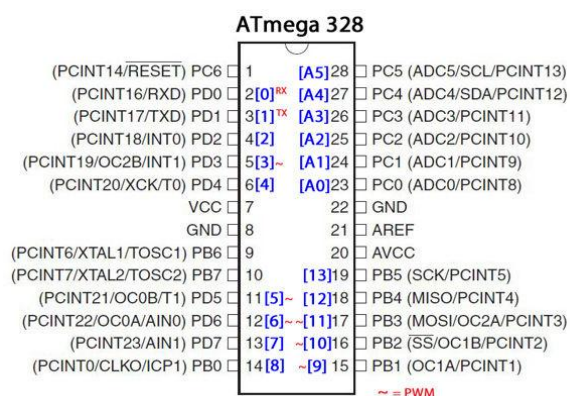 ATmega 328
(PCINT14/RESET) PC6 1 [A5] 28 PC5 (ADC5/SCL/PCINT13)
(PCINT16/RXD) PD0 2 [0] RX [A4] 27 PC4 (ADC4/SDA/PCINT12)
(PCINT17/TXD) PD1 3 [1] TX [A3] 26 PC3 (ADC3/PCINT11)
(PCINT18/INT0) PD2 4 [2] [A2] 25 PC2 (ADC2/PCINT10)
(PCINT19/OC2B/INT1) PD3 5 [3] ~ [A1] 24 PC1 (ADC1/PCINT9)
(PCINT20/XCK/T0) PD4 6 [4] [A0] 23 PC0 (ADC0/PCINT8)
VCC 7 22 GND
GND 8 21 AREF
(PCINT6/XTAL1/TOSC1) PB6 9 20 AVCC
(PCINT7/XTAL2/TOSC2) PB7 10 [13] 19 PB5 (SCK/PCINT5)
(PCINT21/OC0B/T1) PD5 11 [5] ~ [12] 18 PB4 (MISO/PCINT4)
(PCINT22/OC0A/AIN0) PD6 12 [6] ~ ~ [11] 17 PB3 (MOSI/OC2A/PCINT3)
(PCINT23/AIN1) PD7 13 [7] ~ [10] 16 PB2 (SS/OC1B/PCINT2)
(PCINT0/CLKO/ICP1) PB0 14 [8] ~ [9] 15 PB1 (OC1A/PCINT1)
~ = PWM